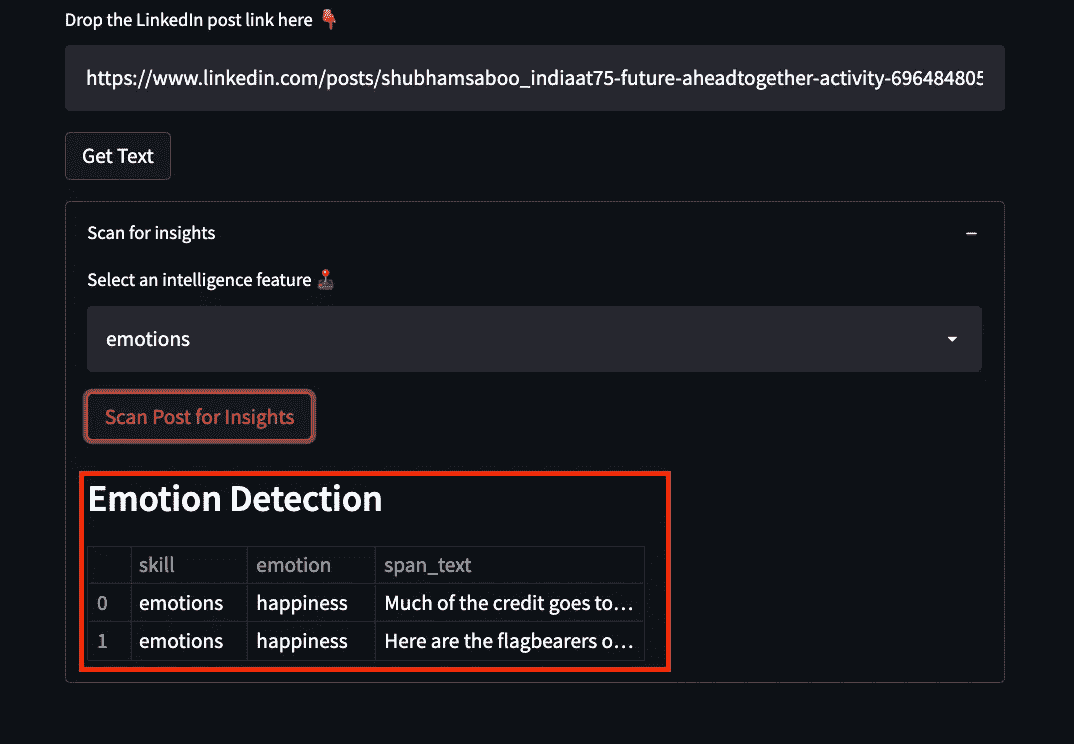 Drop the LinkedIn post link here 👇
https://www.linkedin.com/posts/shubhamsaboo_indiaat75-future-aheadtogether-activity-696484805
Get Text
Scan for insights
Select an intelligence feature 🕹️
emotions
Scan Post for Insights
Emotion Detection
skill emotion span_text
0 emotions happiness Much of the credit goes to…
1 emotions happiness Here are the flagbearers o…